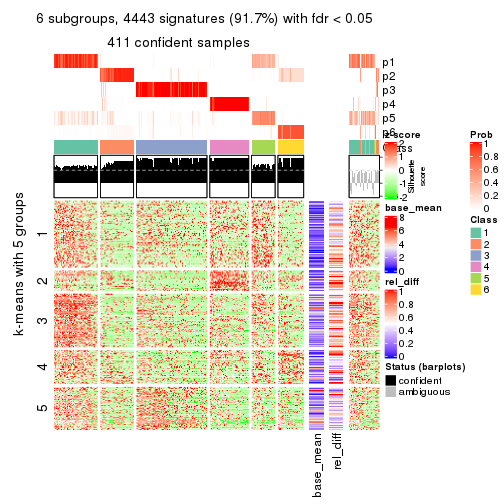 6 subgroups, 4443 signatures (91.7%) with fdr < 0.05
411 confident samples
p1
p2
p3
p4
p5
p6
Class
Silhouette
score
k-means with 5 groups
1
2
3
4
5
base_mean
rel_diff
z-score
2
1
0
-1
-2
base_mean
8
6
4
2
0
rel_diff
1
0.8
0.6
0.4
0.2
0
Status (barplots)
confident
ambiguous
Prob
1
0.8
0.6
0.4
0.2
0
Class
1
2
3
4
5
6